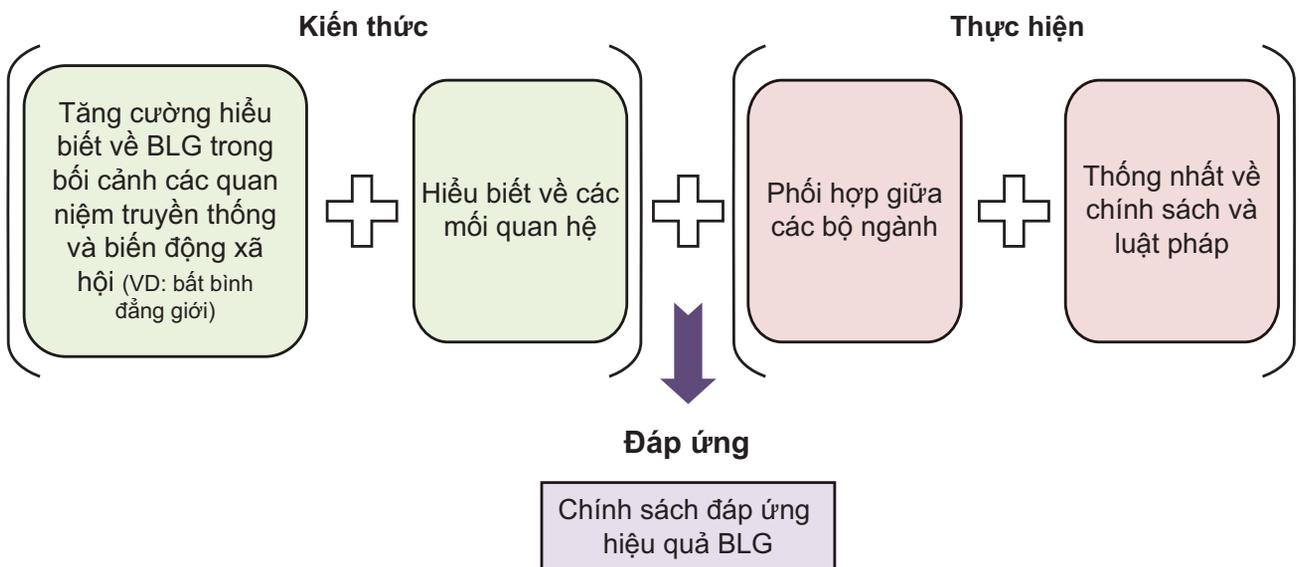 Kiến thức
Tăng cường hiểu
biết về BLG trong
bối cảnh các quan
niệm truyền thống
và biến động xã
hội (VD: bất bình
đẳng giới)
Hiểu biết về các
mối quan hệ
Thực hiện
Phối hợp giữa
các bộ ngành
Thống nhất về
chính sách và
luật pháp
Đáp ứng
Chính sách đáp ứng
hiệu quả BLG